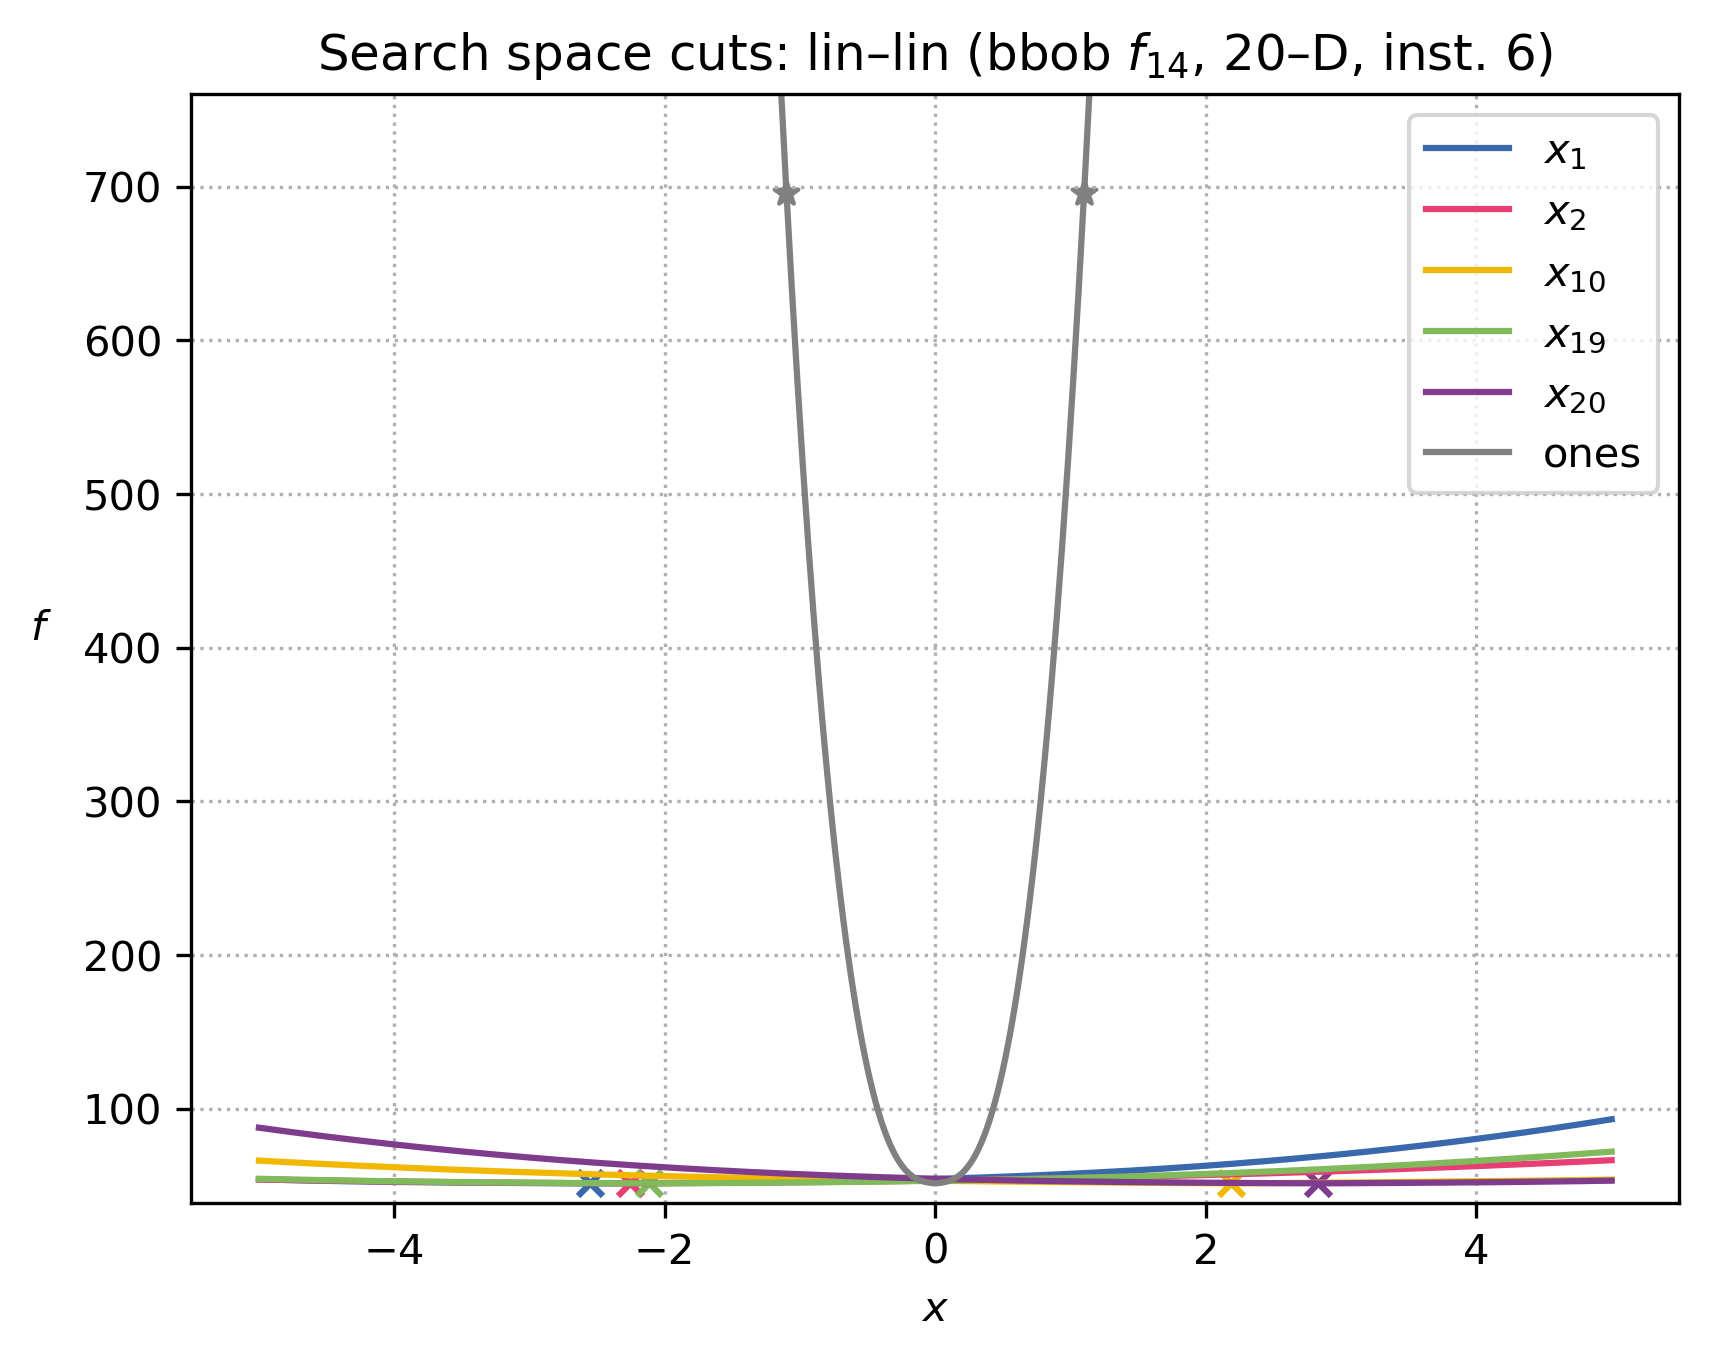 Search space cuts: lin–lin (bbob f14, 20–D, inst. 6)
700
600
500
400
300
200
100
f
−4
−2
0
2
4
x
x1
x2
x10
x19
x20
ones